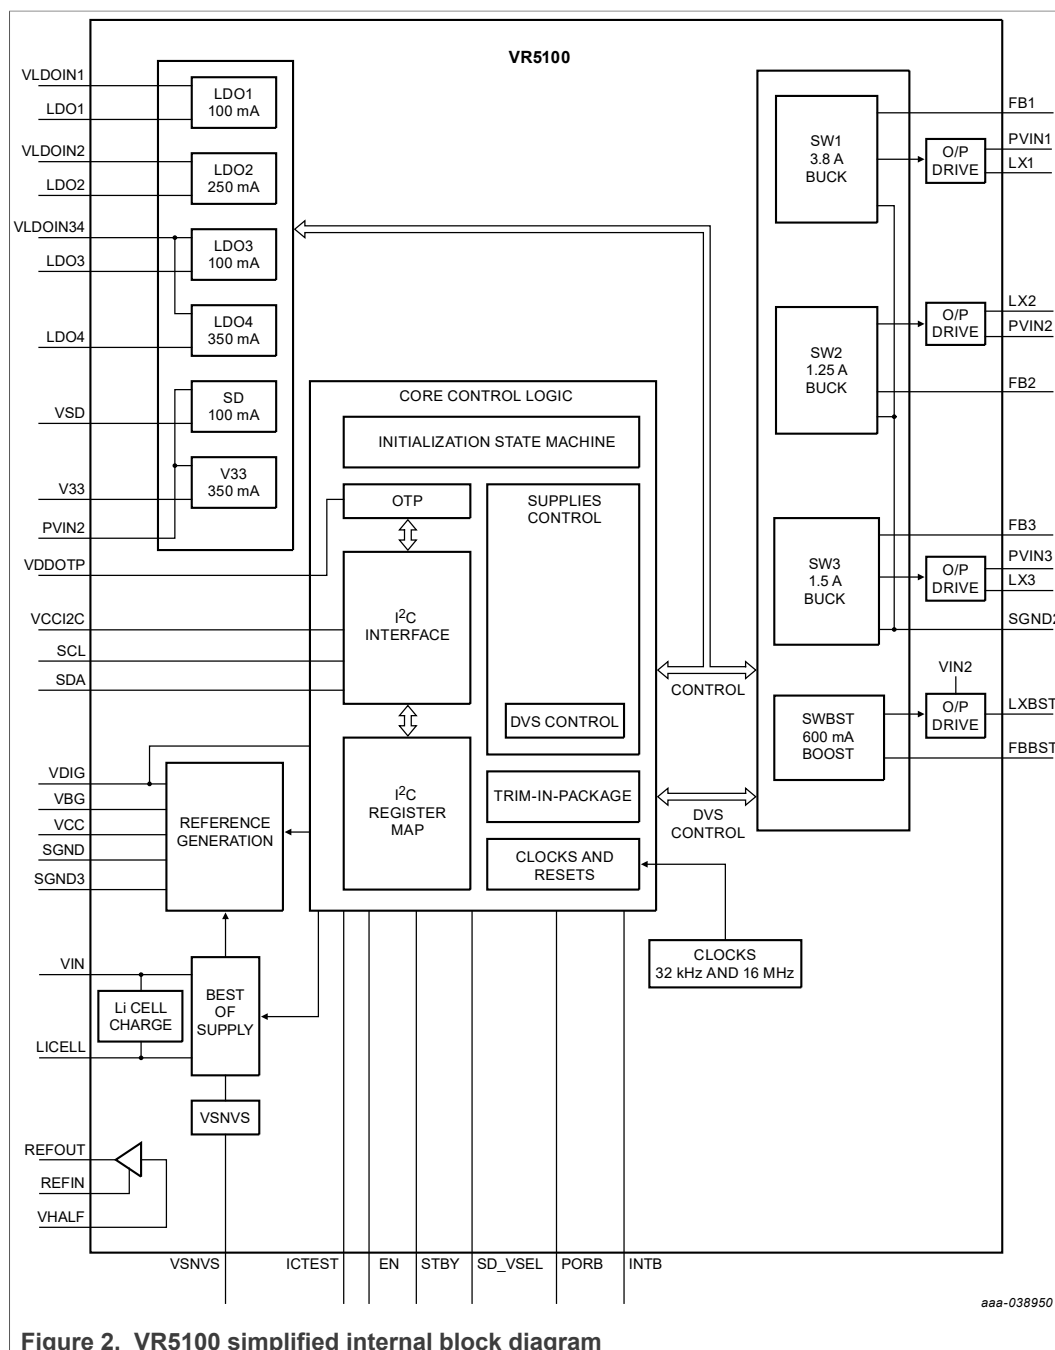 VR5100
VLDOIN1
LDO1
VLDOIN2
LDO2
VLDOIN34
LDO3
LDO4
VSD
V33
PVIN2
VDDOTP
VCCI2C
SCL
SDA
VDIG
VBG
VCC
SGND
SGND3
VIN
LICELL
REFOUT
REFIN
VHALF
LDO1
100 mA
LDO2
250 mA
LDO3
100 mA
LDO4
350 mA
SD
100 mA
V33
350 mA
CORE CONTROL LOGIC
INITIALIZATION STATE MACHINE
OTP
I²C
INTERFACE
I²C
REGISTER
MAP
SUPPLIES
CONTROL
DVS CONTROL
TRIM-IN-PACKAGE
CLOCKS AND
RESETS
REFERENCE
GENERATION
BEST
OF
SUPPLY
Li CELL
CHARGE
VSNVS
CLOCKS
32 kHz AND 16 MHz
CONTROL
DVS
CONTROL
SW1
3.8 A
BUCK
O/P
DRIVE
SW2
1.25 A
BUCK
O/P
DRIVE
SW3
1.5 A
BUCK
O/P
DRIVE
SWBST
600 mA
BOOST
VIN2
O/P
DRIVE
FB1
PVIN1
LX1
LX2
PVIN2
FB2
FB3
PVIN3
LX3
SGND2
LXBST
FBBST
VSNVS
ICTEST
EN
STBY
SD_VSEL
PORB
INTB
aaa-038950
Figure 2. VR5100 simplified internal block diagram